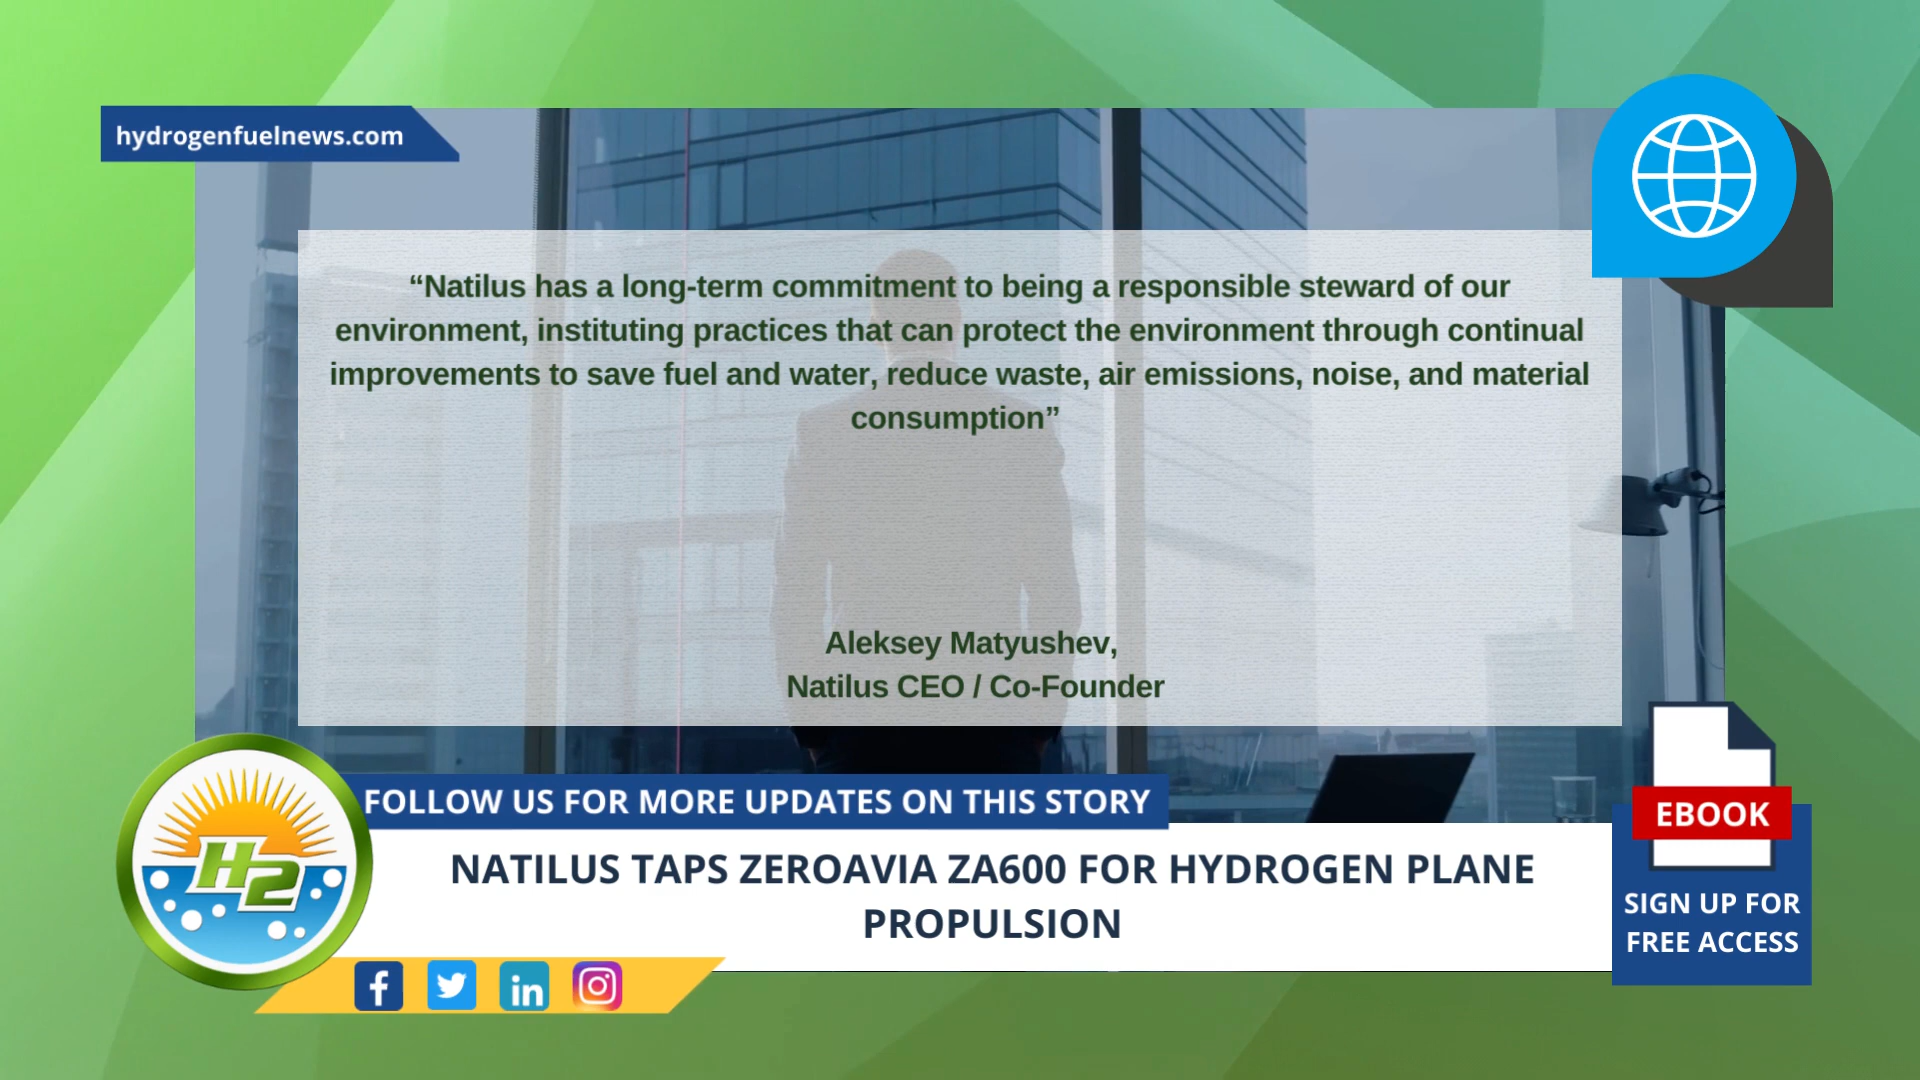 hydrogenfuelnews.com
“Natilus has a long-term commitment to being a responsible steward of our
environment, instituting practices that can protect the environment through continual
improvements to save fuel and water, reduce waste, air emissions, noise, and material
consumption”
Aleksey Matyushev,
Natilus CEO / Co-Founder
FOLLOW US FOR MORE UPDATES ON THIS STORY
H2
NATILUS TAPS ZEROAVIA ZA600 FOR HYDROGEN PLANE
PROPULSION
EBOOK
SIGN UP FOR
FREE ACCESS